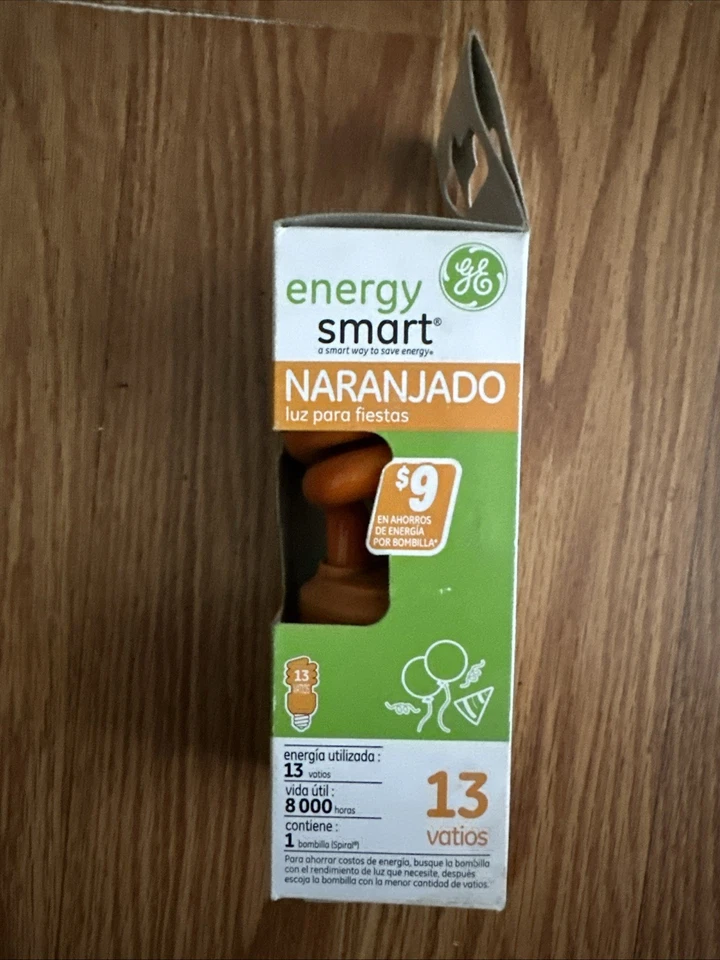 GE
energy
smart®
a smart way to save energy®
NARANJADO
luz para fiestas
$9
EN AHORROS
DE ENERGÍA
POR BOMBILLA*
13
energía utilizada :
13 vatios
vida útil :
8 000 horas
contiene :
1 bombilla (Spiral®)
13
vatios
Para ahorrar costos de energía, busque la bombilla
con el rendimiento de luz que necesite, después
escoja la bombilla con la menor cantidad de vatios.